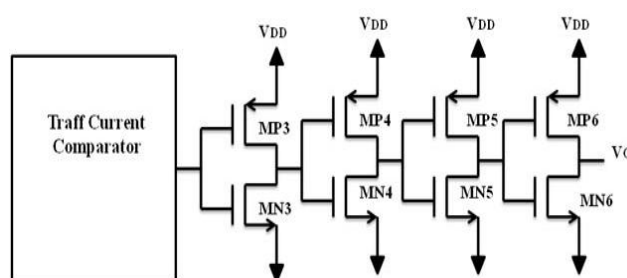 VDD VDD VDD VDD
Traff Current
Comparator
MP3 MP4 MP5 MP6
MN3 MN4 MN5 MN6